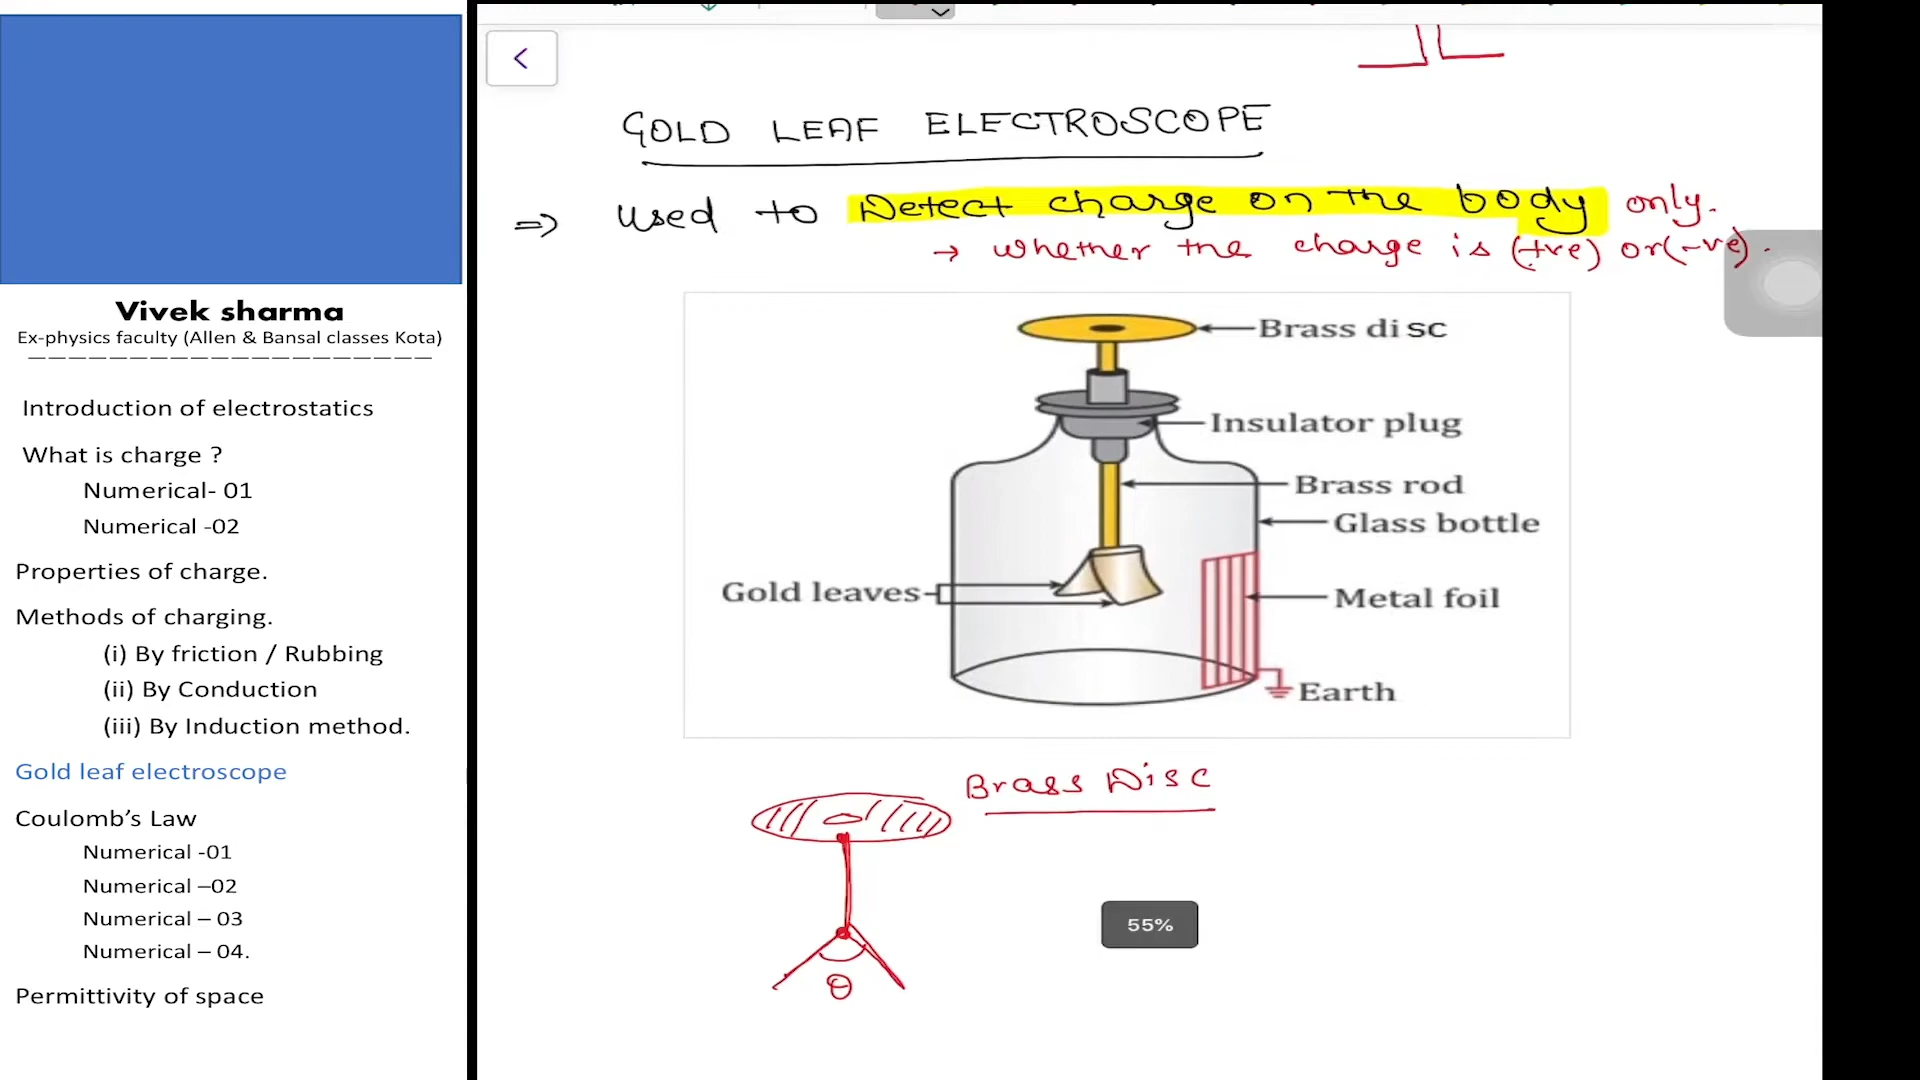 Vivek sharma
Ex-physics faculty (Allen & Bansal classes Kota)
Introduction of electrostatics
What is charge ?
Numerical- 01
Numerical -02
Properties of charge.
Methods of charging.
(i) By friction / Rubbing
(ii) By Conduction
(iii) By Induction method.
Gold leaf electroscope
Coulomb’s Law
Numerical -01
Numerical –02
Numerical – 03
Numerical – 04.
Permittivity of space
GOLD LEAF ELECTROSCOPE
⇒ Used to Detect charge on the body only.
→ whether the charge is (+ve) or (-ve).
Brass disc
Insulator plug
Brass rod
Glass bottle
Gold leaves
Metal foil
Earth
Brass Disc
θ
55%